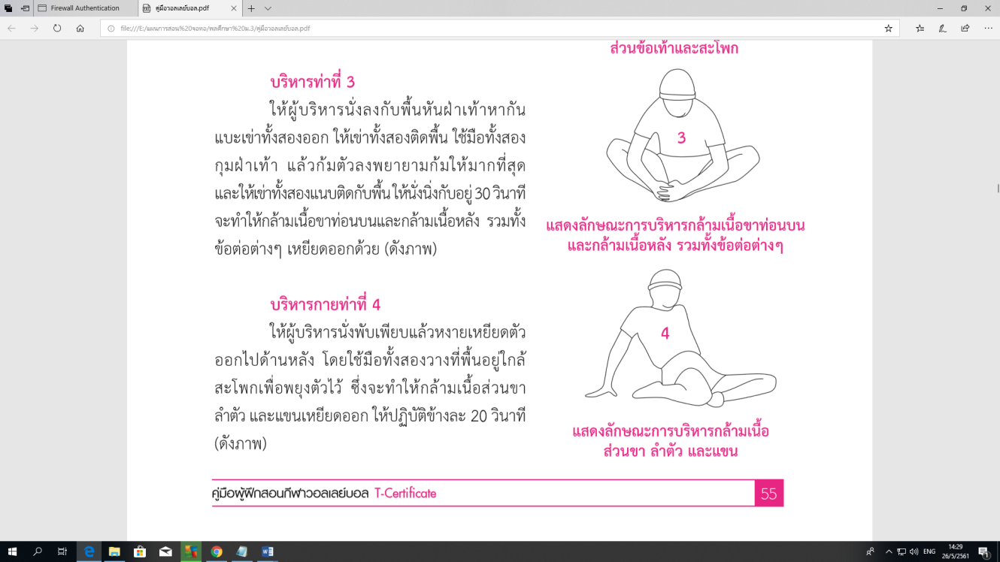 Firewall Authentication
คู่มือวอลเลย์บอล.pdf
file:///E:/แผนการสอน%20จอหอ/พลศึกษา%20ม.3/คู่มือวอลเลย์บอล.pdf
ส่วนข้อเท้าและสะโพก
บริหารท่าที่ 3
ให้ผู้บริหารนั่งลงกับพื้นหันฝ่าเท้าหากัน
แบะเข่าทั้งสองออก ให้เข่าทั้งสองติดพื้น ใช้มือทั้งสอง
กุมฝ่าเท้า แล้วก้มตัวลงพยายามก้มให้มากที่สุด
และให้เข่าทั้งสองแนบติดกับพื้น ให้นั่งนิ่งกับอยู่ 30 วินาที
จะทำให้กล้ามเนื้อขาท่อนบนและกล้ามเนื้อหลัง รวมทั้ง
ข้อต่อต่างๆ เหยียดออกด้วย (ดังภาพ)
3
แสดงลักษณะการบริหารกล้ามเนื้อขาท่อนบน
และกล้ามเนื้อหลัง รวมทั้งข้อต่อต่างๆ
บริหารกายท่าที่ 4
ให้ผู้บริหารนั่งพับเพียบแล้วหงายเหยียดตัว
ออกไปด้านหลัง โดยใช้มือทั้งสองวางที่พื้นอยู่ใกล้
สะโพกเพื่อพยุงตัวไว้ ซึ่งจะทำให้กล้ามเนื้อส่วนขา
ลำตัว และแขนเหยียดออก ให้ปฏิบัติข้างละ 20 วินาที
(ดังภาพ)
4
แสดงลักษณะการบริหารกล้ามเนื้อ
ส่วนขา ลำตัว และแขน
คู่มือผู้ฝึกสอนกีฬาวอลเลย์บอล T-Certificate
55
ENG
14:29
26/5/2561